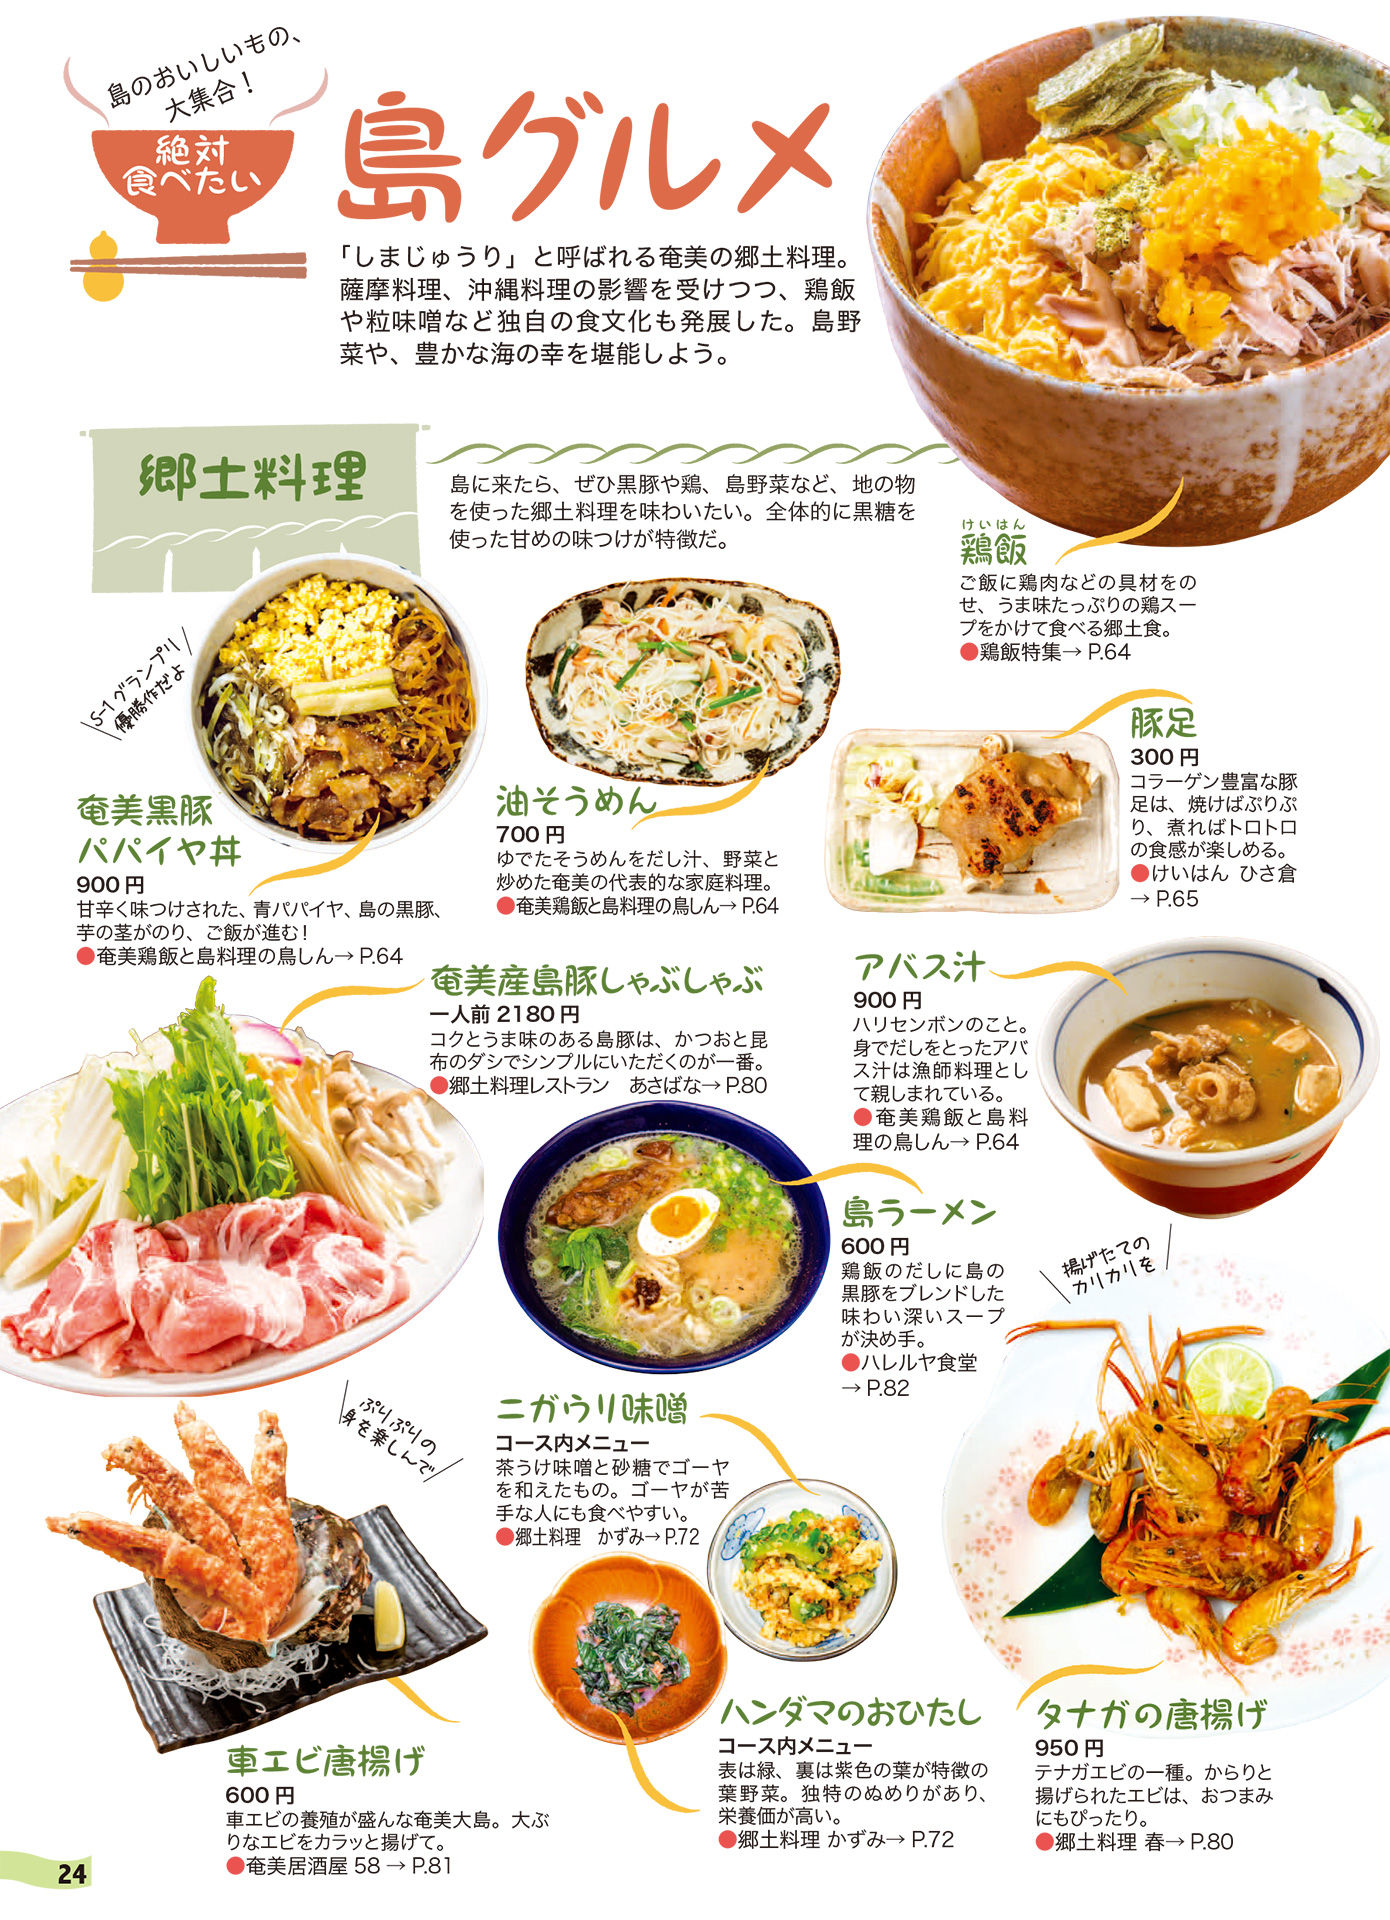 島のおいしいもの、
大集合！
絶対
食べたい
島グルメ
「しまじゅうり」と呼ばれる奄美の郷土料理。
薩摩料理、沖縄料理の影響を受けつつ、鶏飯
や粒味噌など独自の食文化も発展した。島野
菜や、豊かな海の幸を堪能しよう。
郷土料理
島に来たら、ぜひ黒豚や鶏、島野菜など、地の物
を使った郷土料理を味わいたい。全体的に黒糖を
使った甘めの味つけが特徴だ。
けいはん
鶏飯
ご飯に鶏肉などの具材をの
せ、うま味たっぷりの鶏スー
プをかけて食べる郷土食。
●鶏飯特集→ P.64
S-1グランプリ
優勝作だよ
奄美黒豚
パパイヤ丼
900 円
甘辛く味つけされた、青パパイヤ、島の黒豚、
芋の茎がのり、ご飯が進む！
●奄美鶏飯と島料理の鳥しん→ P.64
油そうめん
700 円
ゆでたそうめんをだし汁、野菜と
炒めた奄美の代表的な家庭料理。
●奄美鶏飯と島料理の鳥しん→ P.64
豚足
300 円
コラーゲン豊富な豚
足は、焼けばぷりぷ
り、煮ればトロトロ
の食感が楽しめる。
●けいはん ひさ倉
→ P.65
奄美産島豚しゃぶしゃぶ
一人前 2180 円
コクとうま味のある島豚は、かつおと昆
布のダシでシンプルにいただくのが一番。
●郷土料理レストラン　あさばな→ P.80
アバス汁
900 円
ハリセンボンのこと。
身でだしをとったアバ
ス汁は漁師料理とし
て親しまれている。
●奄美鶏飯と島料
理の鳥しん→ P.64
島ラーメン
600 円
鶏飯のだしに島の
黒豚をブレンドした
味わい深いスープ
が決め手。
●ハレルヤ食堂
→ P.82
揚げたての
カリカリを
ぷりぷりの
身を楽しんで
ニガウリ味噌
コース内メニュー
茶うけ味噌と砂糖でゴーヤ
を和えたもの。ゴーヤが苦
手な人にも食べやすい。
●郷土料理　かずみ→ P.72
車エビ唐揚げ
600 円
車エビの養殖が盛んな奄美大島。大ぶ
りなエビをカラッと揚げて。
●奄美居酒屋 58 → P.81
ハンダマのおひたし
コース内メニュー
表は緑、裏は紫色の葉が特徴の
葉野菜。独特のぬめりがあり、
栄養価が高い。
●郷土料理 かずみ→ P.72
タナガの唐揚げ
950 円
テナガエビの一種。からりと
揚げられたエビは、おつまみ
にもぴったり。
●郷土料理 春→ P.80
24